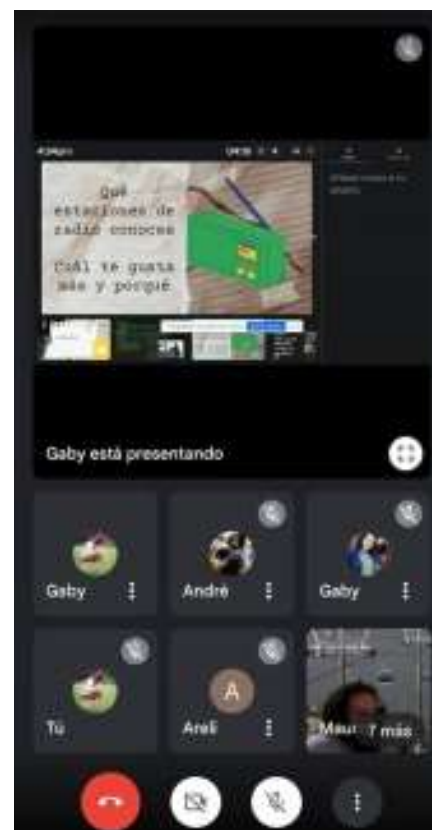 Qué
estaciones de
radio conoces
Cuál te gusta
más y porqué
Gaby está presentando
Gaby
André
Gaby
Tú
Areli
A
Maur
7 más